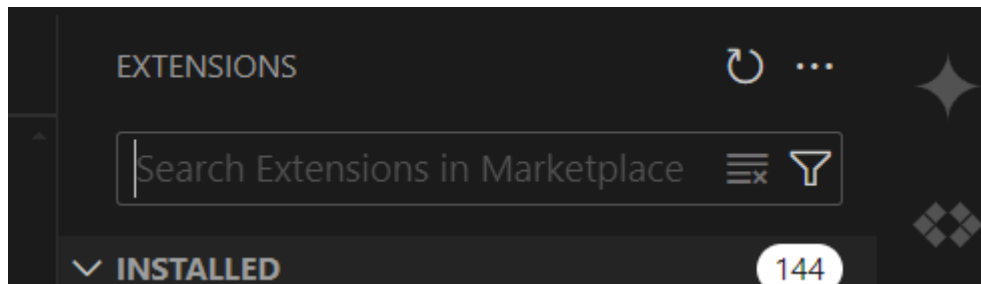 EXTENSIONS
Search Extensions in Marketplace
INSTALLED 144